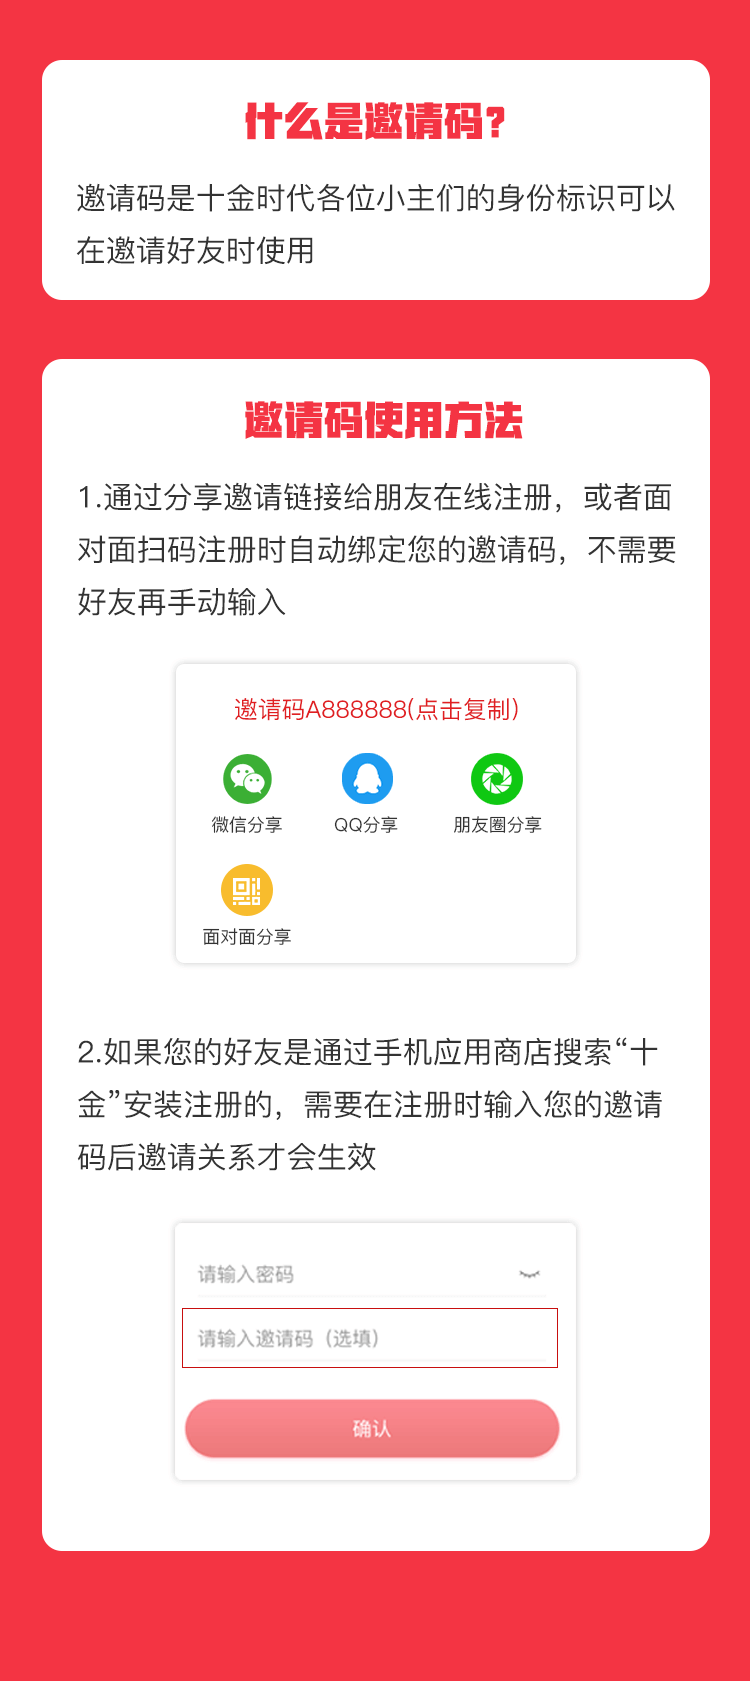 什么是邀请码?
邀请码是十金时代各位小主们的身份标识可以
在邀请好友时使用
邀请码使用方法
1.通过分享邀请链接给朋友在线注册，或者面
对面扫码注册时自动绑定您的邀请码，不需要
好友再手动输入
邀请码A888888(点击复制)
微信分享 QQ分享 朋友圈分享
面对面分享
2.如果您的好友是通过手机应用商店搜索“十
金”安装注册的，需要在注册时输入您的邀请
码后邀请关系才会生效
请输入密码
请输入邀请码（选填）
确认